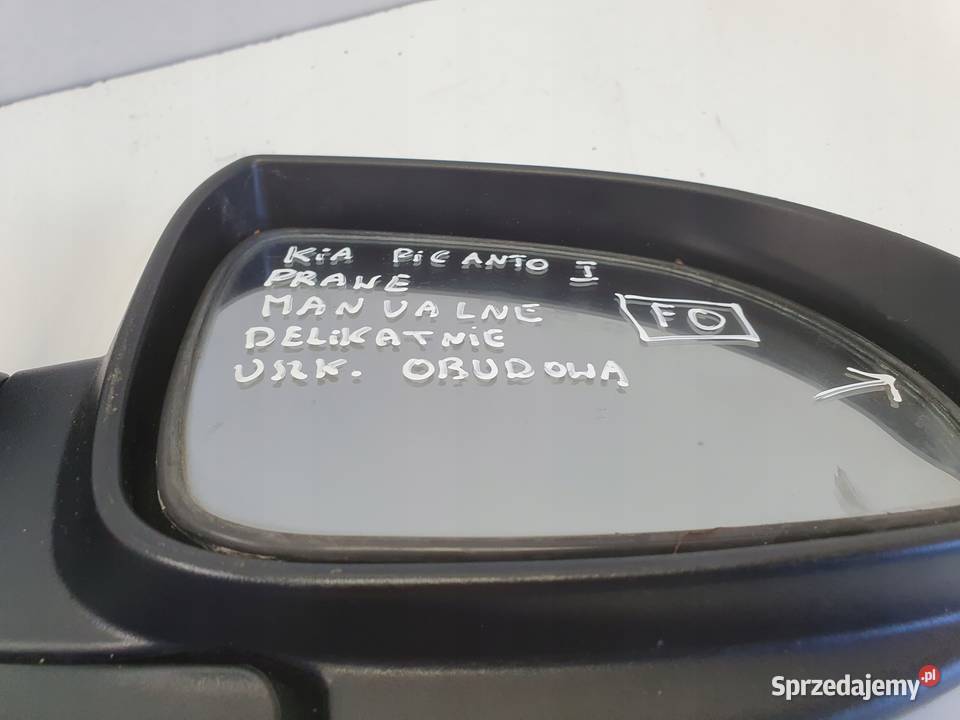 KiA PICANTO I
PRAWE
MANUALNE
DELIKATNIE
USZK. OBUDOWA
FO
Sprzedajemy.pl